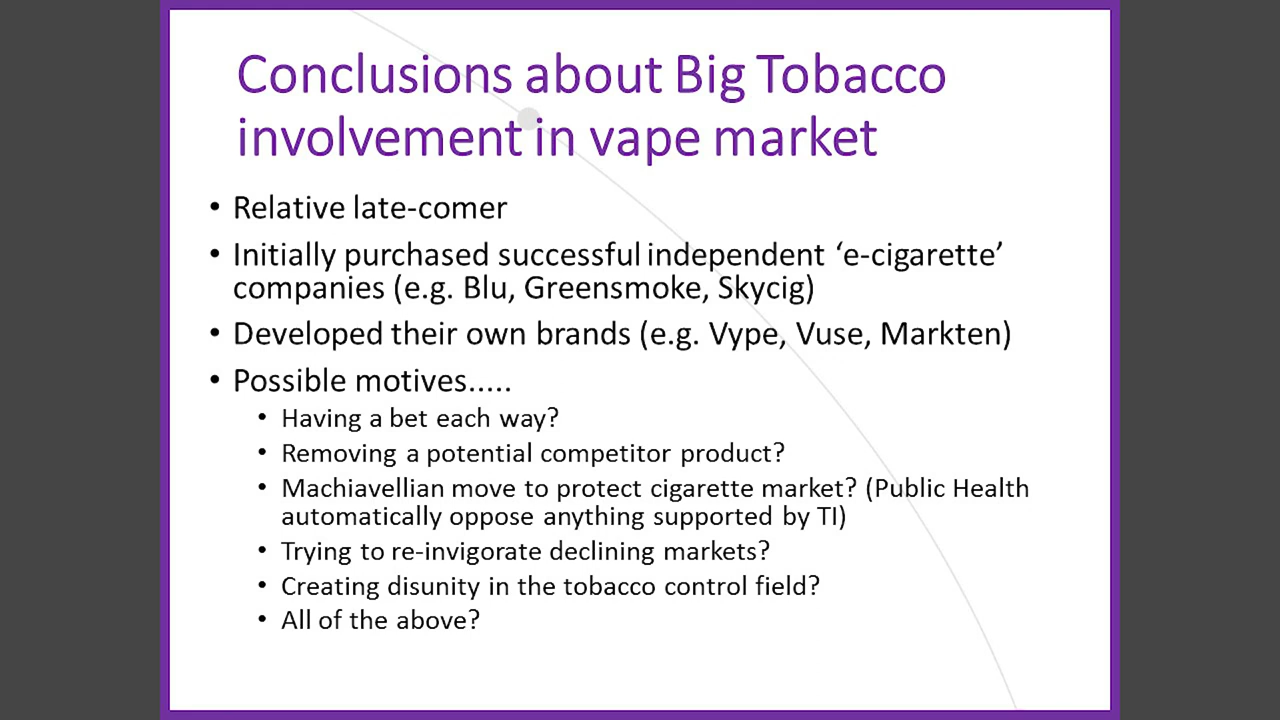 Conclusions about Big Tobacco
involvement in vape market
• Relative late-comer
• Initially purchased successful independent ‘e-cigarette’
companies (e.g. Blu, Greensmoke, Skycig)
• Developed their own brands (e.g. Vype, Vuse, Markten)
• Possible motives.....
• Having a bet each way?
• Removing a potential competitor product?
• Machiavellian move to protect cigarette market? (Public Health
automatically oppose anything supported by TI)
• Trying to re-invigorate declining markets?
• Creating disunity in the tobacco control field?
• All of the above?